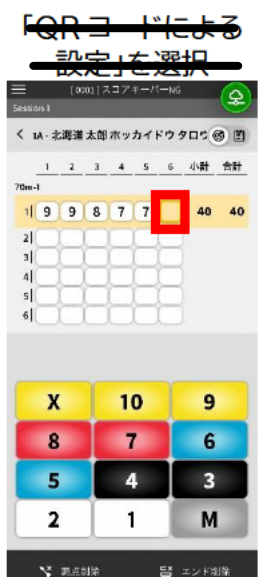 「QRコードによる
設定」を選択
[0001] スコアキーパーNG
Session 1
1A - 北海道 太郎 ホッカイドウ タロウ
1 2 3 4 5 6 小計 合計
70m-1
1 9 9 8 7 7 40 40
2
3
4
5
6
X 10 9
8 7 6
5 4 3
2 1 M
エンド削除